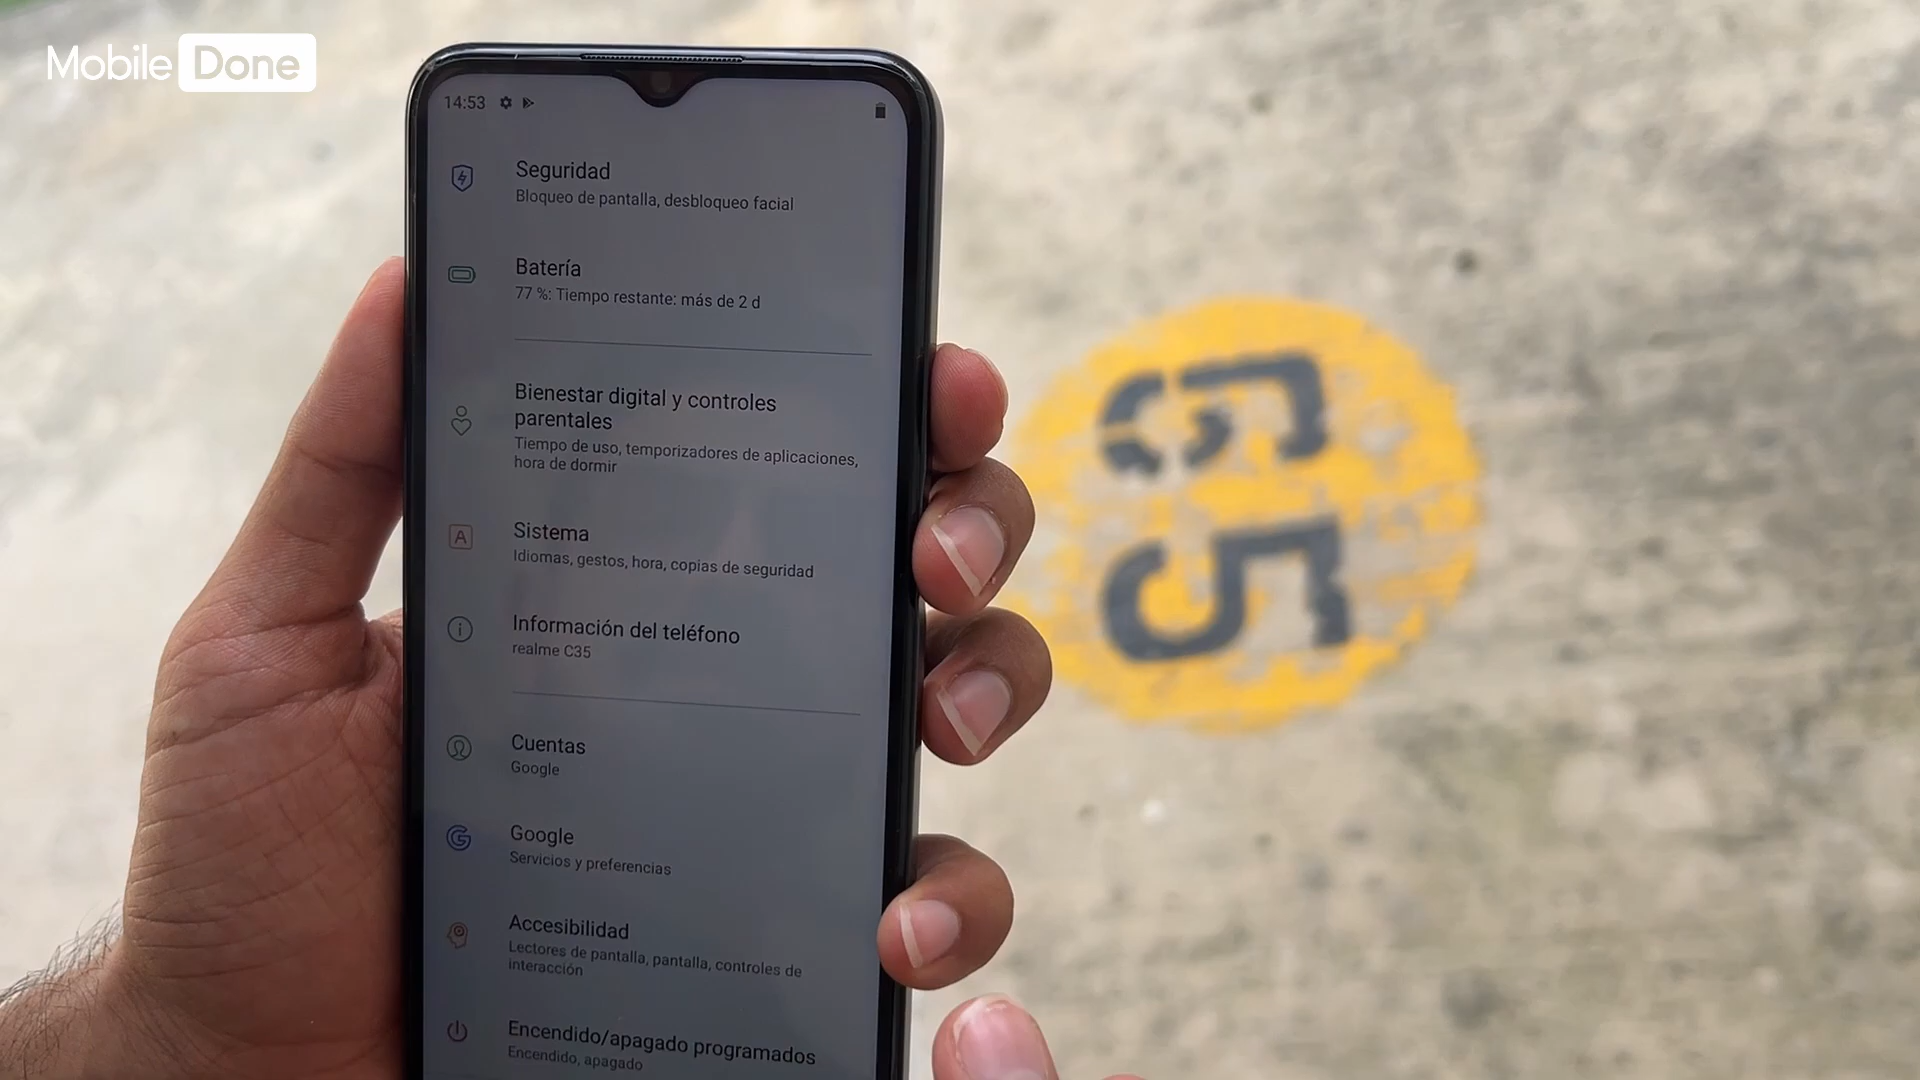 Mobile Done
14:53
Seguridad
Bloqueo de pantalla, desbloqueo facial
Batería
77 %: Tiempo restante: más de 2 d
Bienestar digital y controles
parentales
Tiempo de uso, temporizadores de aplicaciones,
hora de dormir
Sistema
Idiomas, gestos, hora, copias de seguridad
Información del teléfono
realme C35
Cuentas
Google
Google
Servicios y preferencias
Accesibilidad
Lectores de pantalla, pantalla, controles de
interacción
Encendido/apagado programados
Encendido, apagado
65